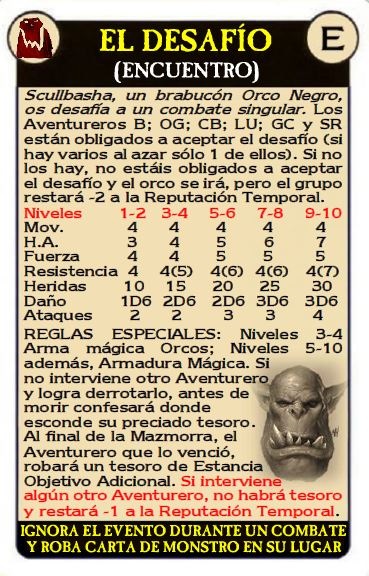 EL DESAFÍO
E
(ENCUENTRO)
Scullbasha, un brabucón Orco Negro,
os desafía a un combate singular. Los
Aventureros B; OG; CB; LU; GC y SR
están obligados a aceptar el desafío (si
hay varios al azar sólo 1 de ellos). Si no
los hay, no estáis obligados a aceptar
el desafío y el orco se irá, pero el grupo
restará -2 a la Reputación Temporal.
Niveles 1-2 3-4 5-6 7-8 9-10
Mov. 4 4 4 4 4
H.A. 3 4 5 6 7
Fuerza 4 4 5 5 5
Resistencia 4 4(5) 4(6) 4(6) 4(7)
Heridas 10 15 20 25 30
Daño 1D6 2D6 2D6 3D6 3D6
Ataques 2 2 3 3 4
REGLAS ESPECIALES: Niveles 3-4
Arma mágica Orcos; Niveles 5-10
además, Armadura Mágica. Si
no interviene otro Aventurero
y logra derrotarlo, antes de
morir confesará donde
esconde su preciado tesoro.
Al final de la Mazmorra, el
Aventurero que lo venció,
robará un tesoro de Estancia
Objetivo Adicional. Si interviene
algún otro Aventurero, no habrá tesoro
y restará -1 a la Reputación Temporal.
IGNORA EL EVENTO DURANTE UN COMBATE
Y ROBA CARTA DE MONSTRO EN SU LUGAR